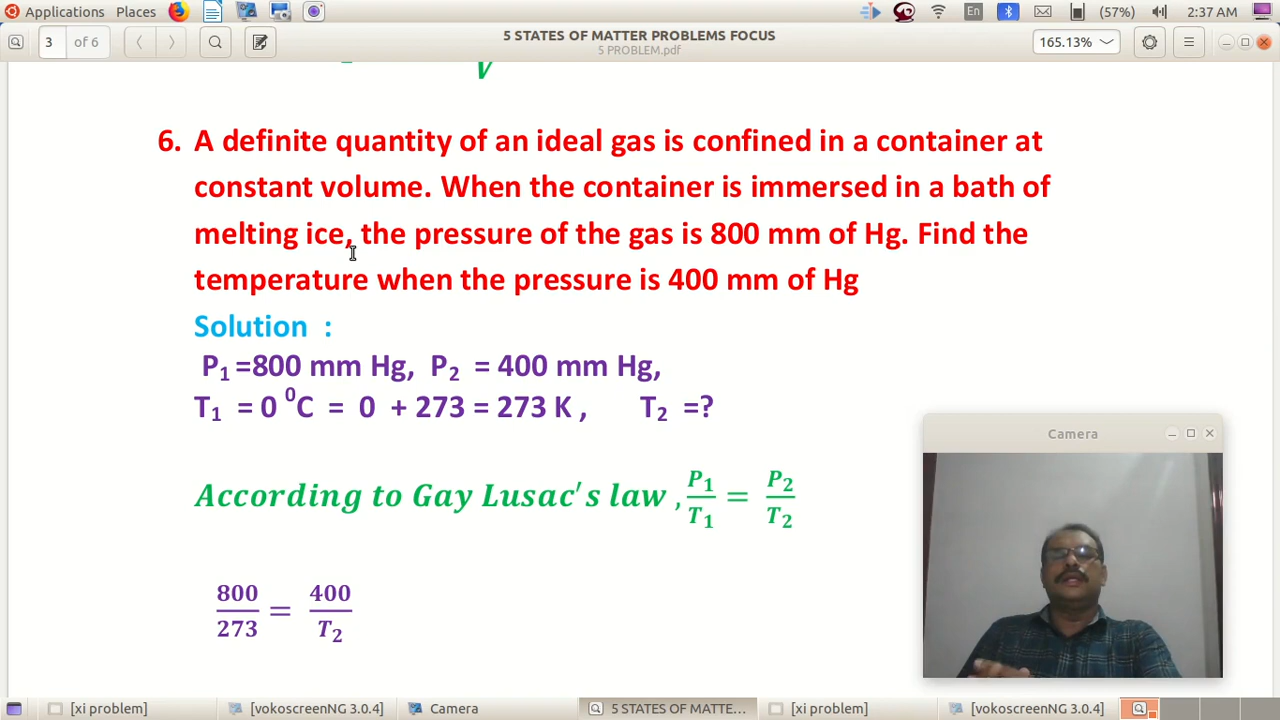 Applications Places En (57%) 2:37 AM
3 of 6 5 STATES OF MATTER PROBLEMS FOCUS 165.13%
5 PROBLEM.pdf
V
6. A definite quantity of an ideal gas is confined in a container at
constant volume. When the container is immersed in a bath of
melting ice, the pressure of the gas is 800 mm of Hg. Find the
temperature when the pressure is 400 mm of Hg
Solution :
P₁ =800 mm Hg, P₂ = 400 mm Hg,
T₁ = 0 ⁰C = 0 + 273 = 273 K , T₂ =?
According to Gay Lusac's law , P₁/T₁ = P₂/T₂
800/273 = 400/T₂
Camera
[xi problem] [vokoscreenNG 3.0.4] Camera 5 STATES OF MATTE... [xi problem] [vokoscreenNG 3.0.4]